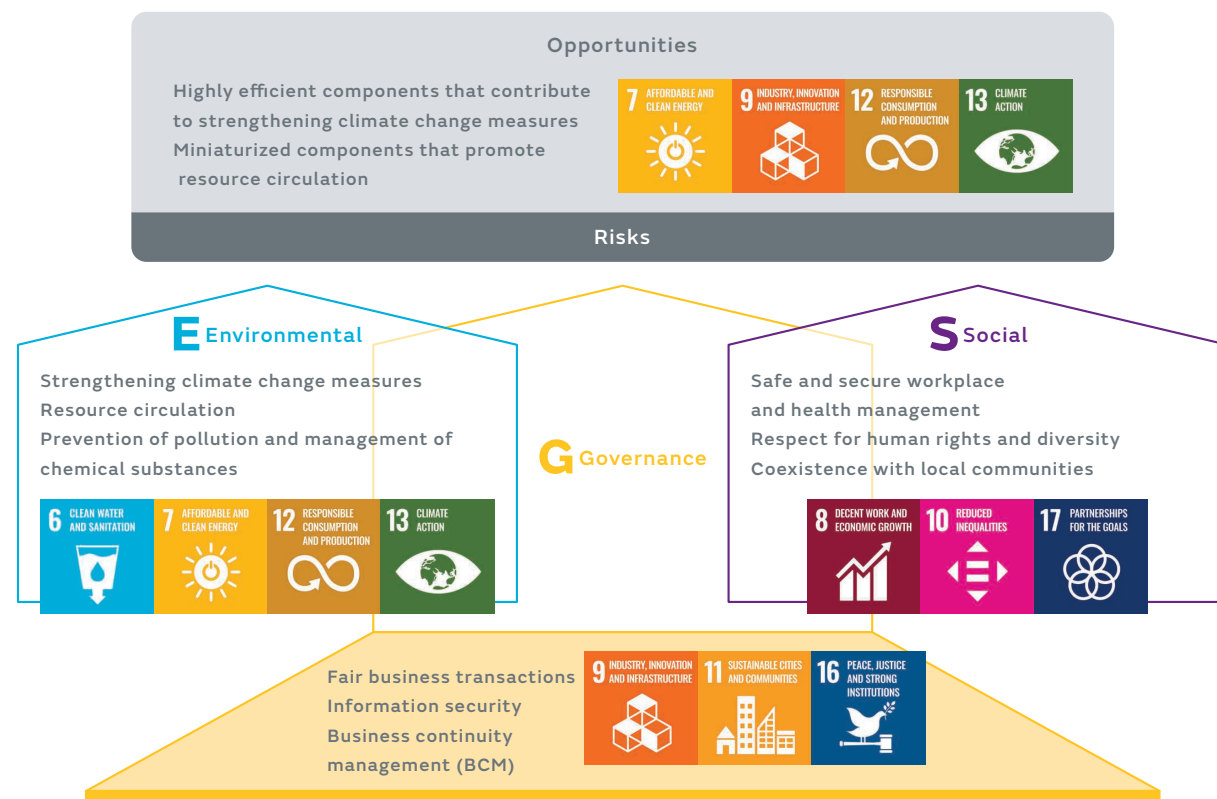 Opportunities
Highly efficient components that contribute
to strengthening climate change measures
Miniaturized components that promote
resource circulation
7 AFFORDABLE AND
CLEAN ENERGY
9 INDUSTRY, INNOVATION
AND INFRASTRUCTURE
12 RESPONSIBLE
CONSUMPTION
AND PRODUCTION
13 CLIMATE
ACTION
Risks
E Environmental
Strengthening climate change measures
Resource circulation
Prevention of pollution and management of
chemical substances
6 CLEAN WATER
AND SANITATION
7 AFFORDABLE AND
CLEAN ENERGY
12 RESPONSIBLE
CONSUMPTION
AND PRODUCTION
13 CLIMATE
ACTION
G Governance
S Social
Safe and secure workplace
and health management
Respect for human rights and diversity
Coexistence with local communities
8 DECENT WORK AND
ECONOMIC GROWTH
10 REDUCED
INEQUALITIES
17 PARTNERSHIPS
FOR THE GOALS
Fair business transactions
Information security
Business continuity
management (BCM)
9 INDUSTRY, INNOVATION
AND INFRASTRUCTURE
11 SUSTAINABLE CITIES
AND COMMUNITIES
16 PEACE, JUSTICE
AND STRONG
INSTITUTIONS